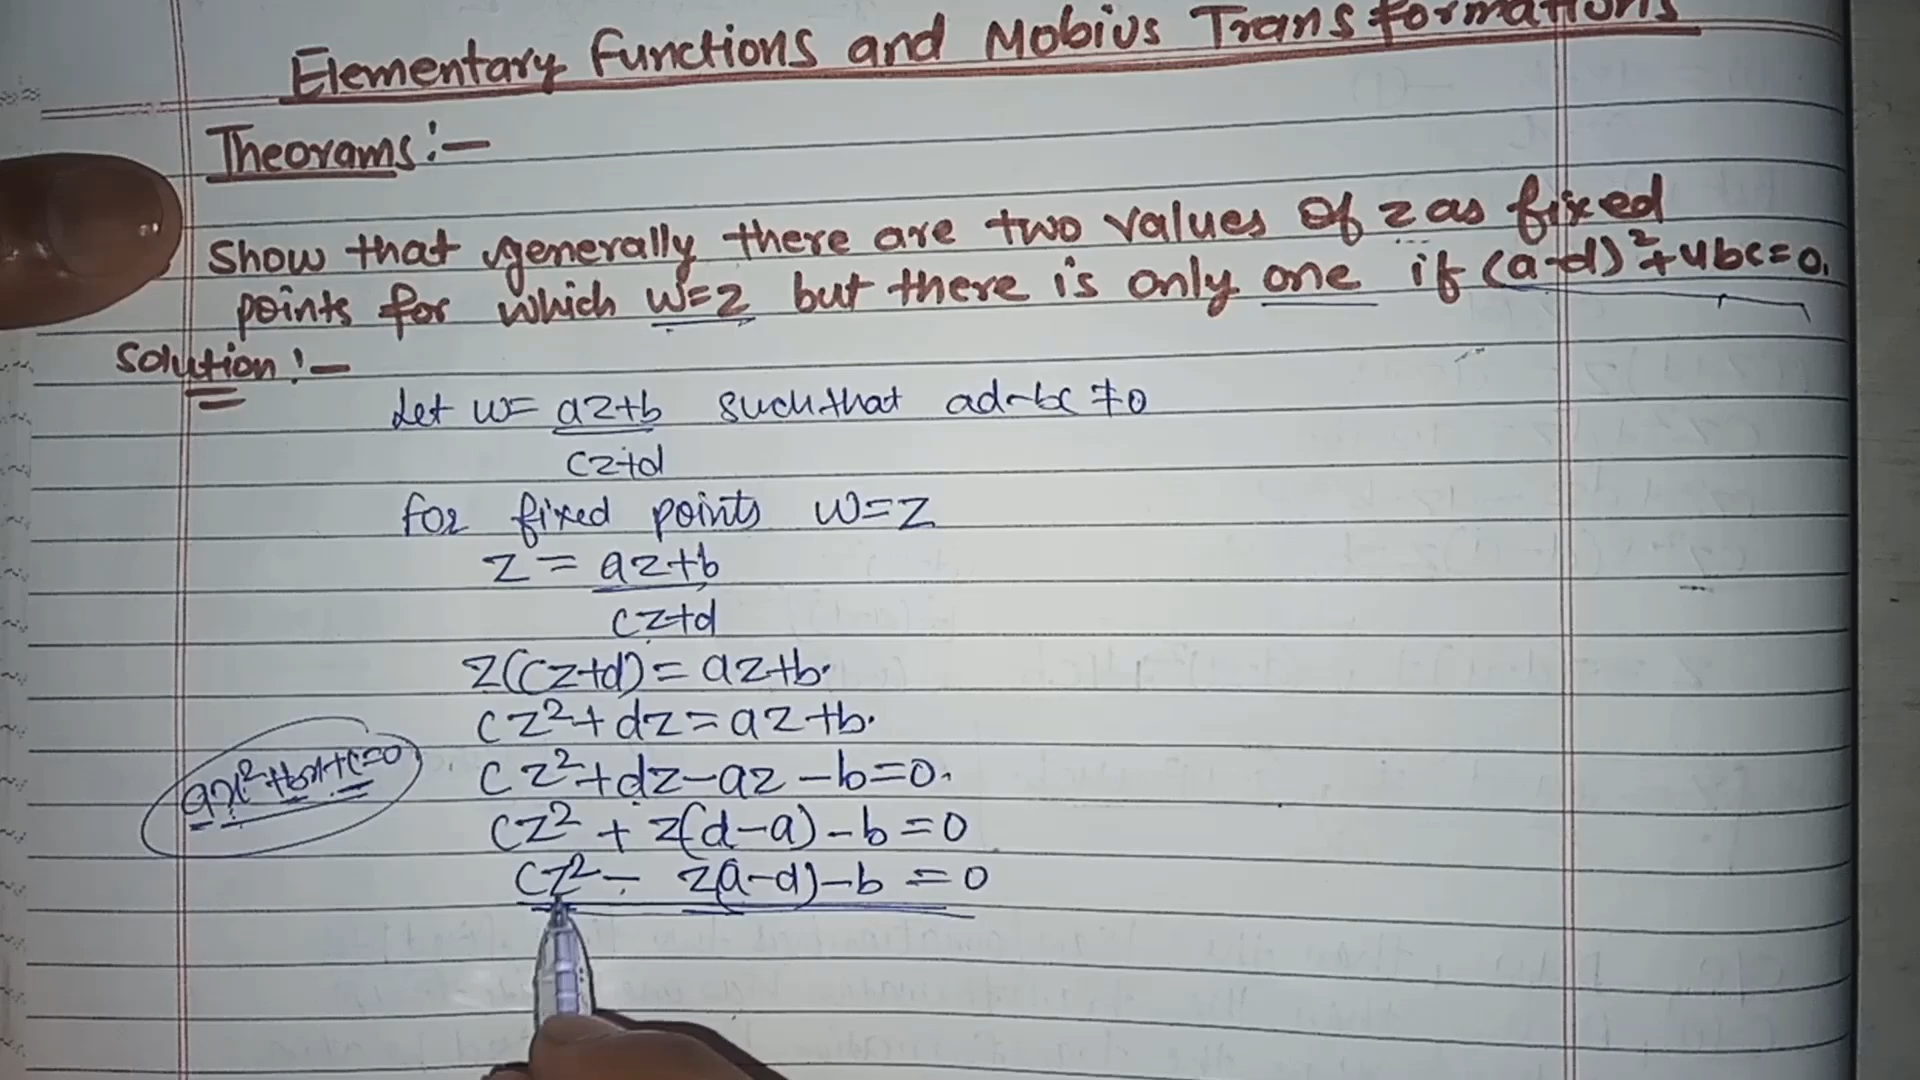 Elementary Functions and Mobius Transformations
Theorams:-
Show that generally there are two values of z as fixed
points for which w=z but there is only one if (a-d)²+4bc=0.
Solution:-
Let w= az+b such that ad-bc≠0
cz+d
for fixed points w=z
z = az+b
cz+d
z(cz+d)=az+b.
cz²+dz=az+b.
cz²+dz-az-b=0.
ax²+bx+c=0
cz² + z(d-a)-b=0
cz² - z(a-d)-b=0